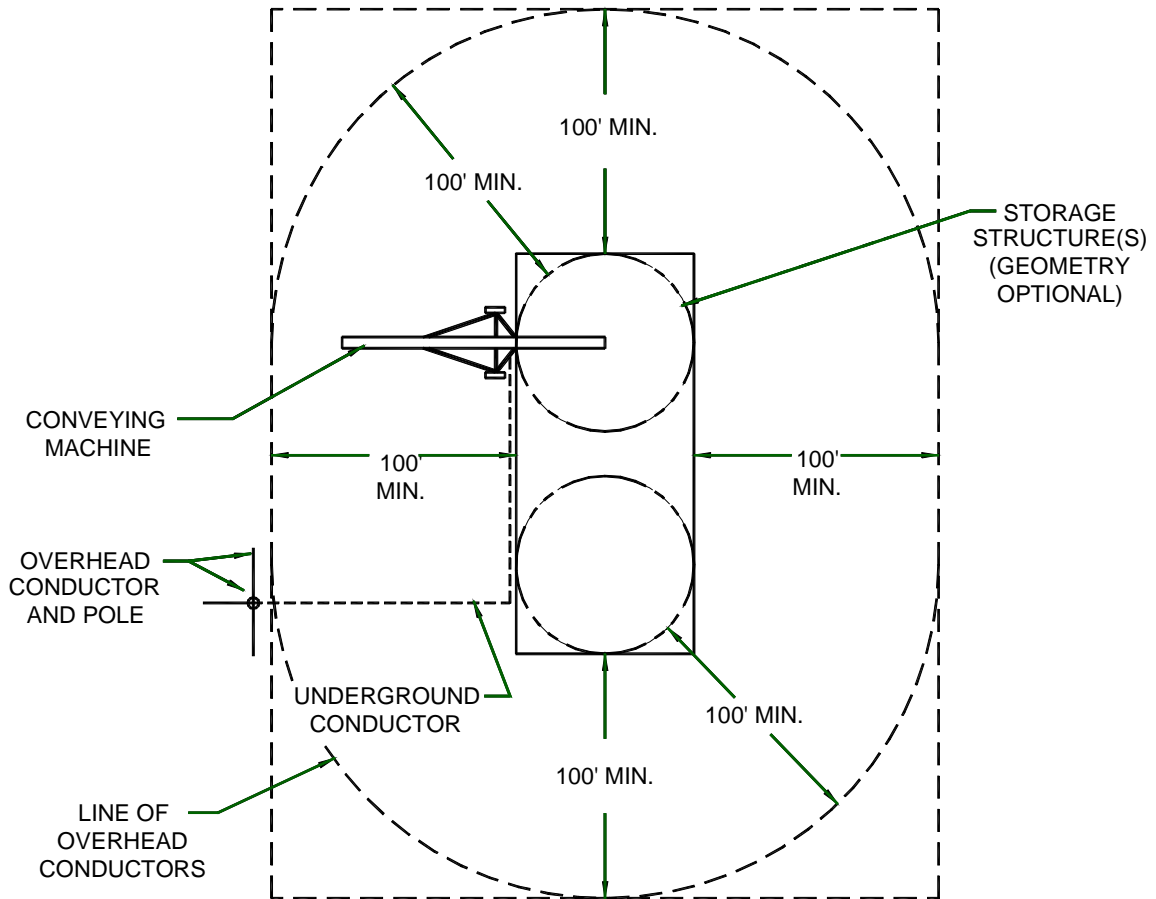 100' MIN.
100' MIN.
STORAGE
STRUCTURE(S)
(GEOMETRY
OPTIONAL)
CONVEYING
MACHINE
100'
MIN.
100'
MIN.
OVERHEAD
CONDUCTOR
AND POLE
UNDERGROUND
CONDUCTOR
100' MIN.
100' MIN.
LINE OF
OVERHEAD
CONDUCTORS